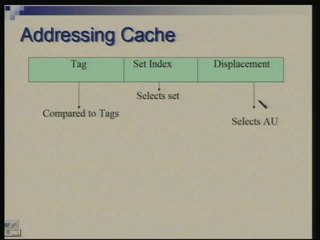 Addressing Cache
Tag Set Index Displacement
Selects set
Compared to Tags
Selects AU